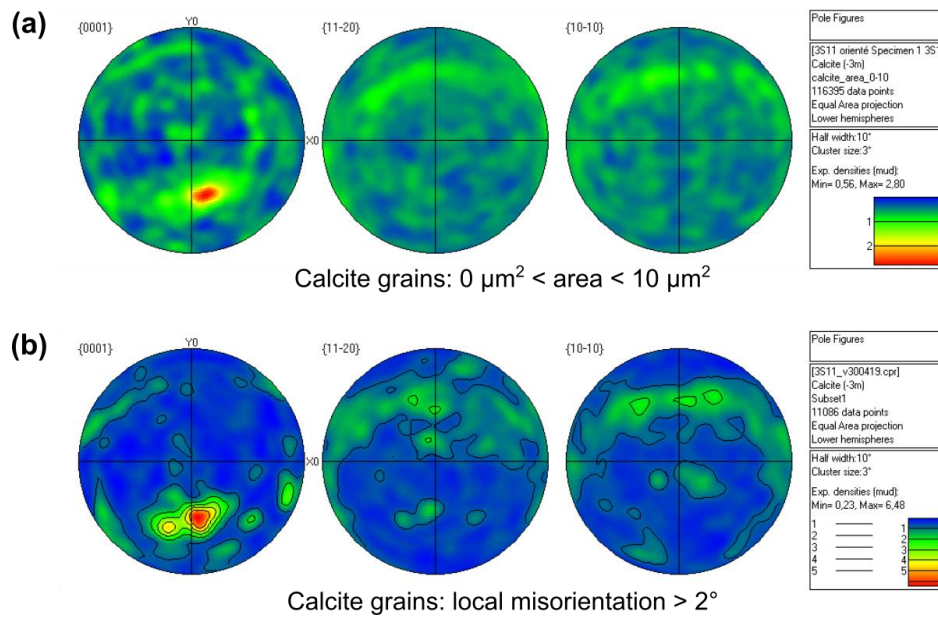 (a)
{0001}
Y0
{11-20}
{10-10}
X0
Pole Figures
[3S11 orienté Specimen 1 3S1
Calcite (-3m)
calcite_area_0-10
116395 data points
Equal Area projection
Lower hemispheres
Half width:10°
Cluster size:3°
Exp. densities (mud):
Min= 0,56, Max= 2,80
1
2
Calcite grains: 0 µm² < area < 10 µm²
(b)
{0001}
Y0
{11-20}
{10-10}
X0
Pole Figures
[3S11_v300419.cpr]
Calcite (-3m)
Subset1
11086 data points
Equal Area projection
Lower hemispheres
Half width:10°
Cluster size:3°
Exp. densities (mud):
Min= 0,23, Max= 6,48
1 1
2 2
3 3
4 4
5 5
Calcite grains: local misorientation > 2°